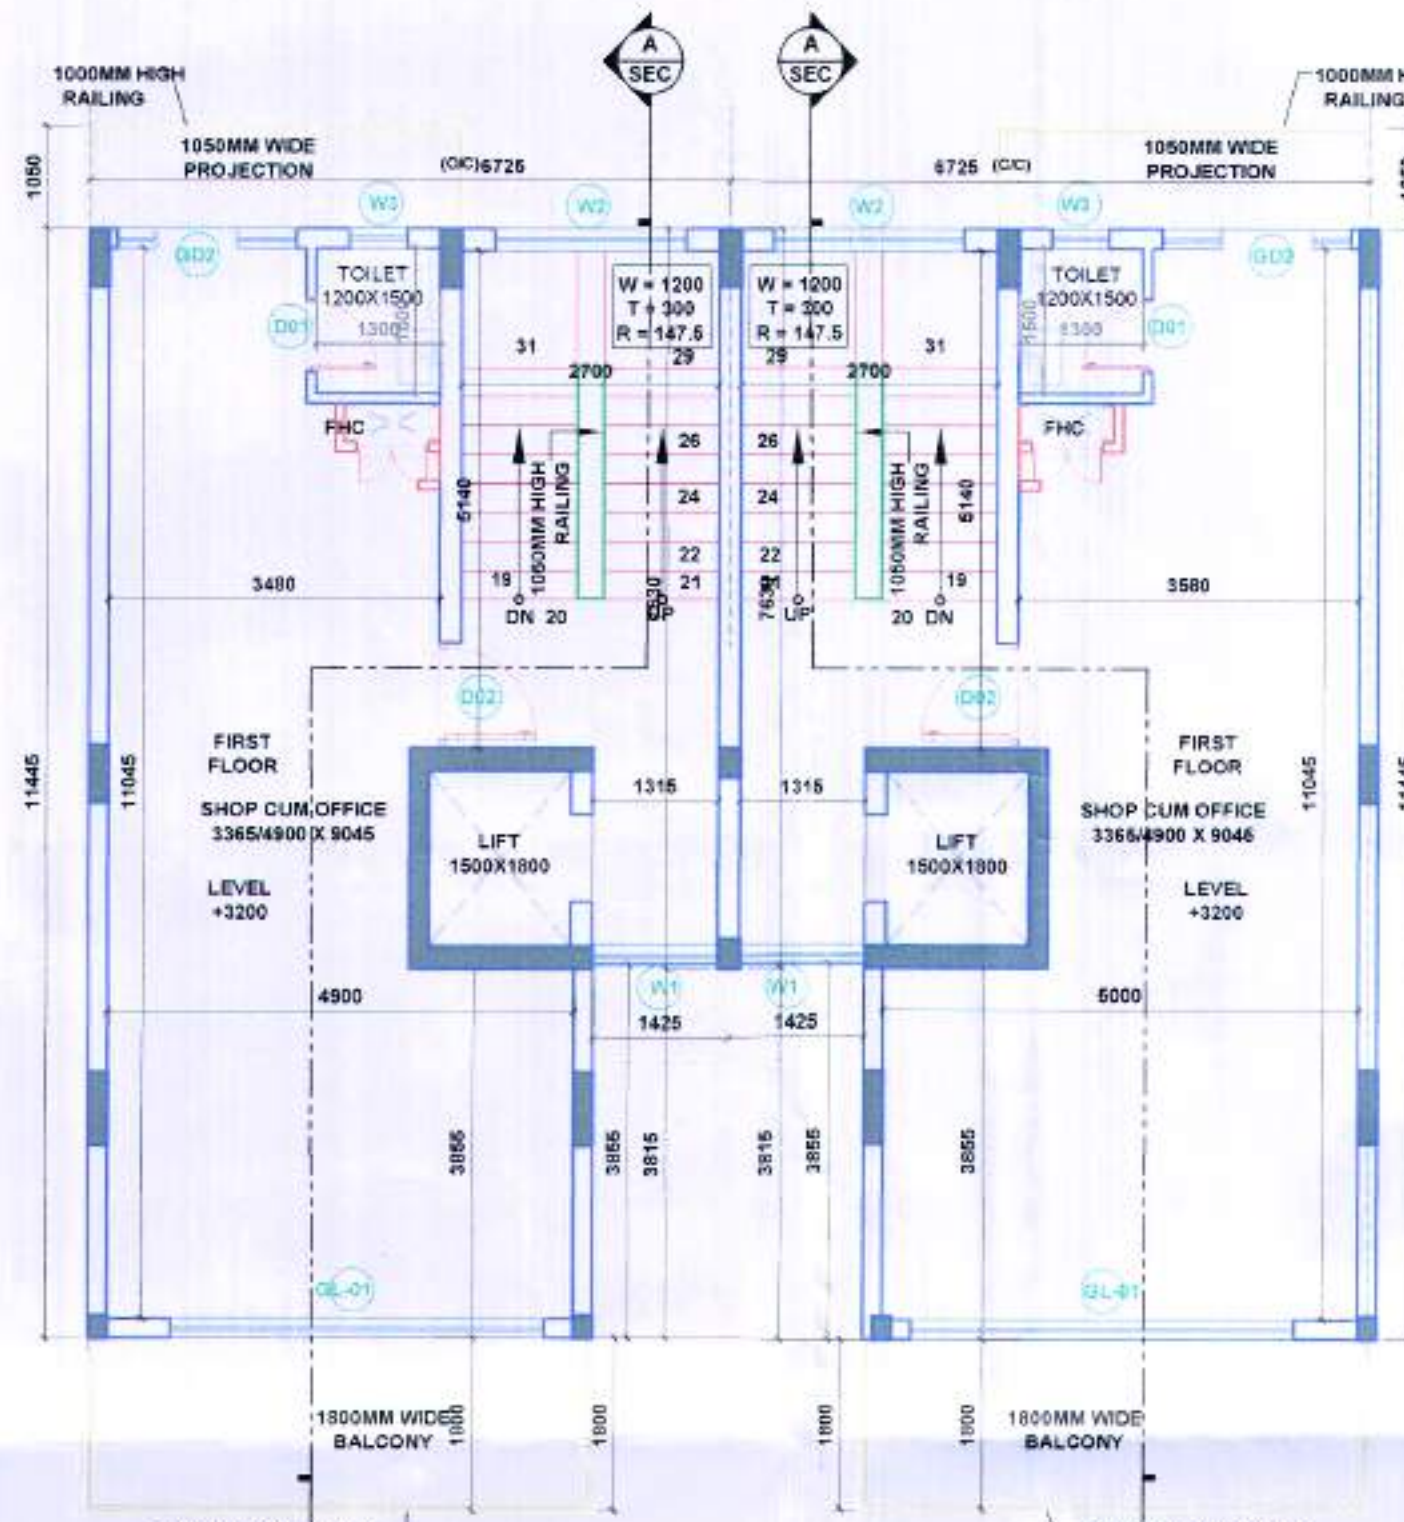 A
SEC
A
SEC
1000MM HIGH
RAILING
1000MM H
RAILING
1050
1050MM WIDE
PROJECTION
(C/C)6725
6725 (C/C)
1050MM WIDE
PROJECTION
W3
W2
W2
W3
GD2
GD2
TOILET
1200X1500
1300
D01
W = 1200
T = 300
R = 147.5
W = 1200
T = 300
R = 147.5
TOILET
1200X1500
1500
1300
D01
31
29
29
31
2700
2700
FHC
FHC
26
26
24
24
22
22
21
5140
1050MM HIGH
RAILING
1050MM HIGH
RAILING
5140
19
19
DN 20
UP
UP
20 DN
3480
3580
D02
D02
11445
11045
11045
FIRST
FLOOR
SHOP CUM OFFICE
3365/4900 X 9045
LEVEL
+3200
1315
1315
LIFT
1500X1800
LIFT
1500X1800
FIRST
FLOOR
SHOP CUM OFFICE
3365/4900 X 9045
LEVEL
+3200
4900
W1
W1
5000
1425
1425
3855
3855
3815
3815
3855
3855
GL-01
GL-01
1800MM WIDE
BALCONY
1800
1800
1800
1800
1800MM WIDE
BALCONY